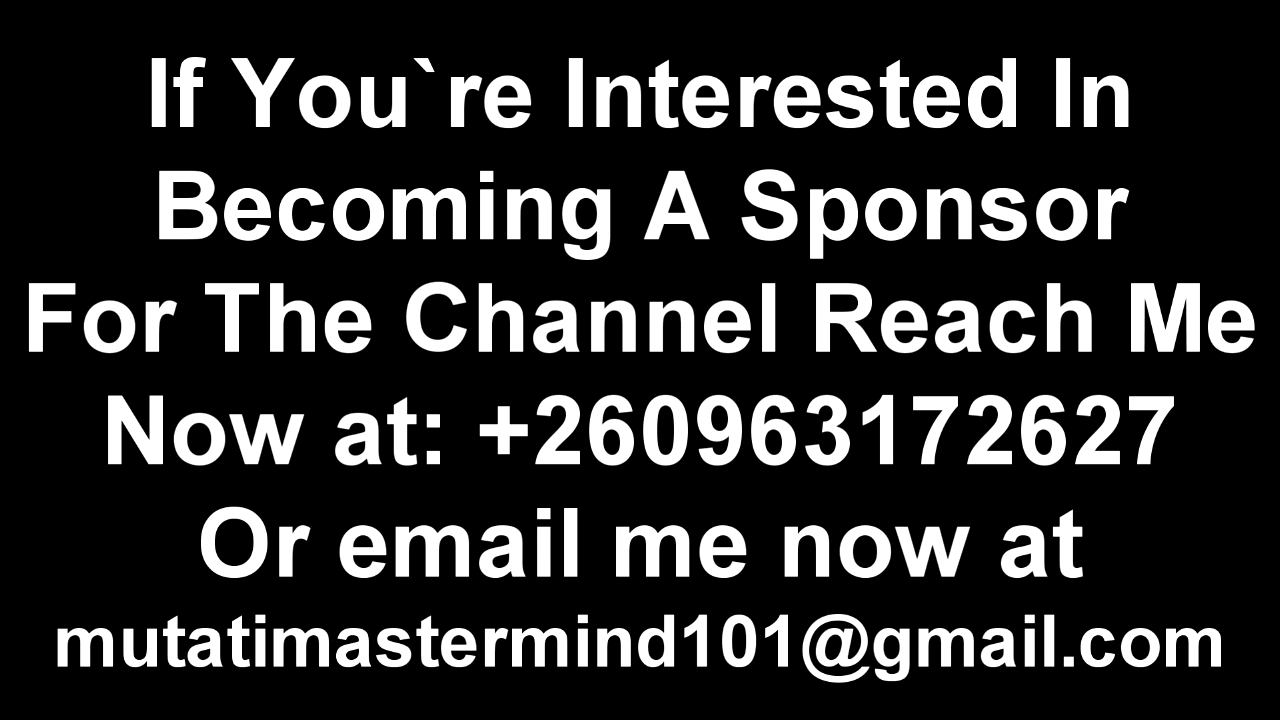 If You`re Interested In
Becoming A Sponsor
For The Channel Reach Me
Now at: +260963172627
Or email me now at
mutatimastermind101@gmail.com